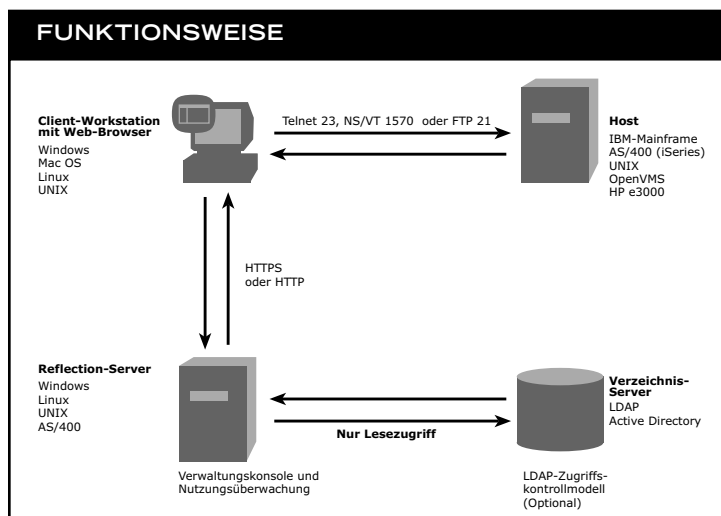 FUNKTIONSWEISE
Client-Workstation
mit Web-Browser
Windows
Mac OS
Linux
UNIX
Telnet 23, NS/VT 1570 oder FTP 21
Host
IBM-Mainframe
AS/400 (iSeries)
UNIX
OpenVMS
HP e3000
HTTPS
oder HTTP
Reflection-Server
Windows
Linux
UNIX
AS/400
Verwaltungskonsole und
Nutzungsüberwachung
Nur Lesezugriff
Verzeichnis-
Server
LDAP
Active Directory
LDAP-Zugriffs-
kontrollmodell
(Optional)